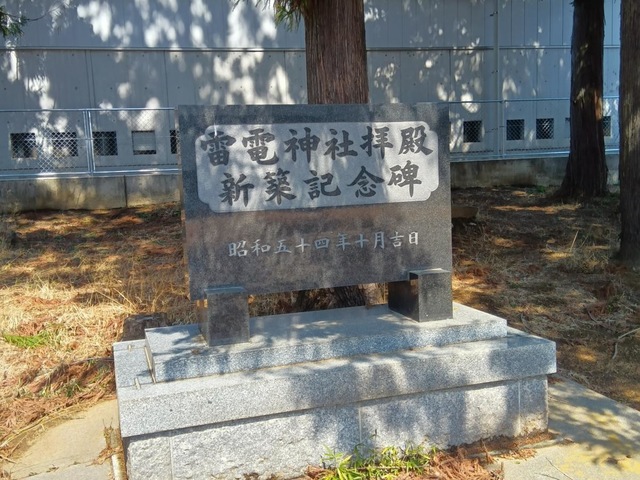 雷電神社拝殿
新築記念碑
昭和五十四年十月吉日